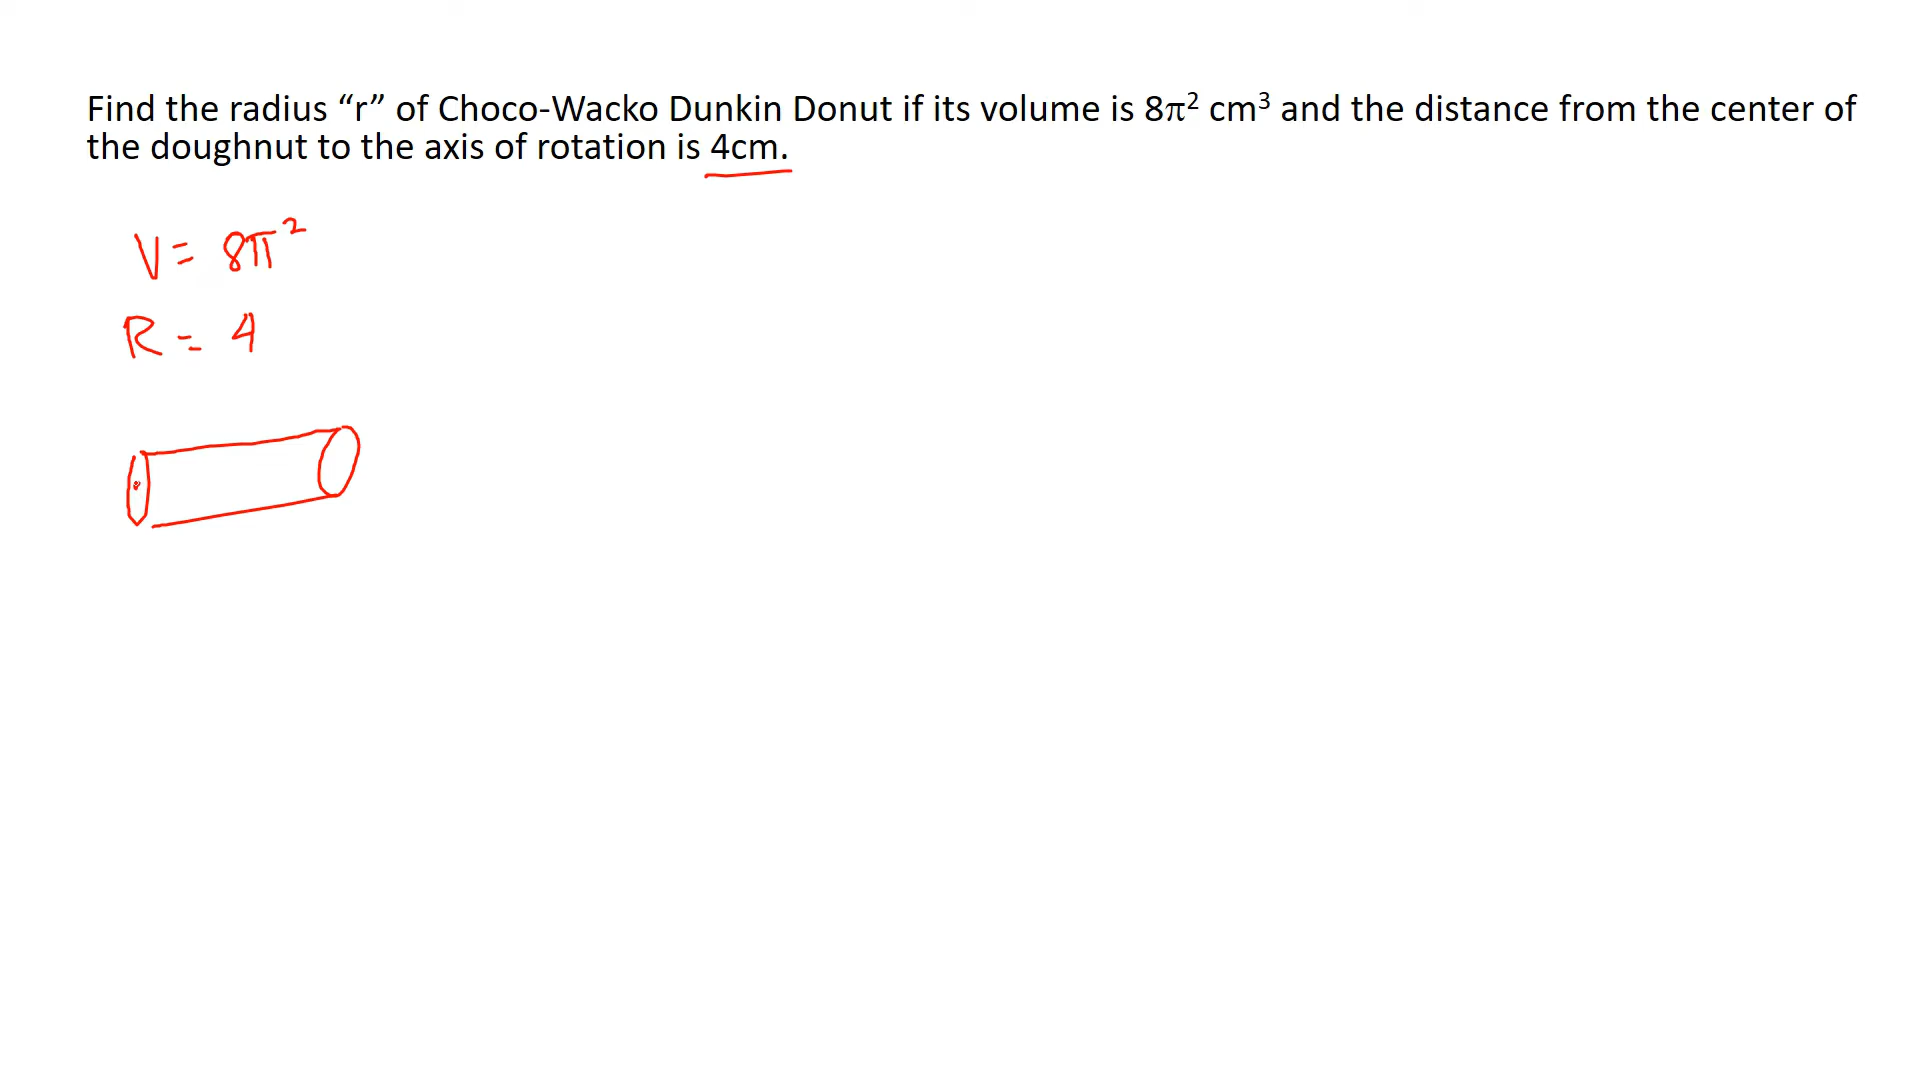 Find the radius “r” of Choco-Wacko Dunkin Donut if its volume is 8π² cm³ and the distance from the center of
the doughnut to the axis of rotation is 4cm.
V = 8π²
R = 4